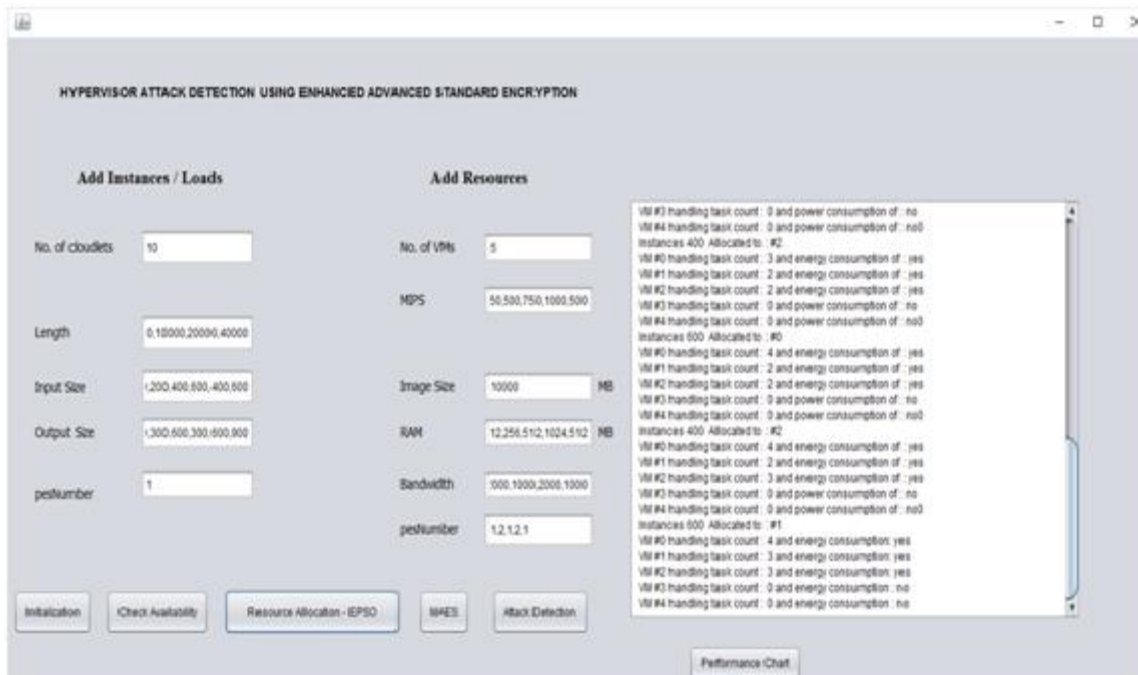 HYPERVISOR ATTACK DETECTION USING ENHANCIED ADVANCED STANDARD ENCRYPTION
Add Instances / Loads
Add Resources
No. of cloudlets
10
No. of VMs
5
MIPS
50,500,750,1000,500
Length
0,10000,20000,40000
Input Size
,200,400,600,400,600
Image Size
10000
MB
Output Size
,300,600,300,600,900
RAM
12,256,512,1024,512
MB
pesNumber
1
Bandwidth
000,1000,2000,1000
pesNumber
1,2,1,2,1
VM #3 handling task count : 0 and power consumption of : no
VM #4 handling task count : 0 and power consumption of : no0
Instances 400 Allocated to : #2
VM #0 handling task count : 3 and energy consumption of : yes
VM #1 handling task count : 2 and energy consumption of : yes
VM #2 handling task count : 2 and energy consumption of : yes
VM #3 handling task count : 0 and power consumption of : no
VM #4 handling task count : 0 and power consumption of : no0
Instances 600 Allocated to : #0
VM #0 handling task count : 4 and energy consumption of : yes
VM #1 handling task count : 2 and energy consumption of : yes
VM #2 handling task count : 2 and energy consumption of : yes
VM #3 handling task count : 0 and power consumption of : no
VM #4 handling task count : 0 and power consumption of : no0
Instances 400 Allocated to : #2
VM #0 handling task count : 4 and energy consumption of : yes
VM #1 handling task count : 2 and energy consumption of : yes
VM #2 handling task count : 3 and energy consumption of : yes
VM #3 handling task count : 0 and power consumption of : no
VM #4 handling task count : 0 and power consumption of : no0
Instances 600 Allocated to : #1
VM #0 handling task count : 4 and energy consumption: yes
VM #1 handling task count : 3 and energy consumption: yes
VM #2 handling task count : 3 and energy consumption: yes
VM #3 handling task count : 0 and energy consumption : no
VM #4 handling task count : 0 and energy consumption : no
Initialization
Check Availability
Resource Allocation - IEPSO
MAES
Attack Detection
Performance Chart